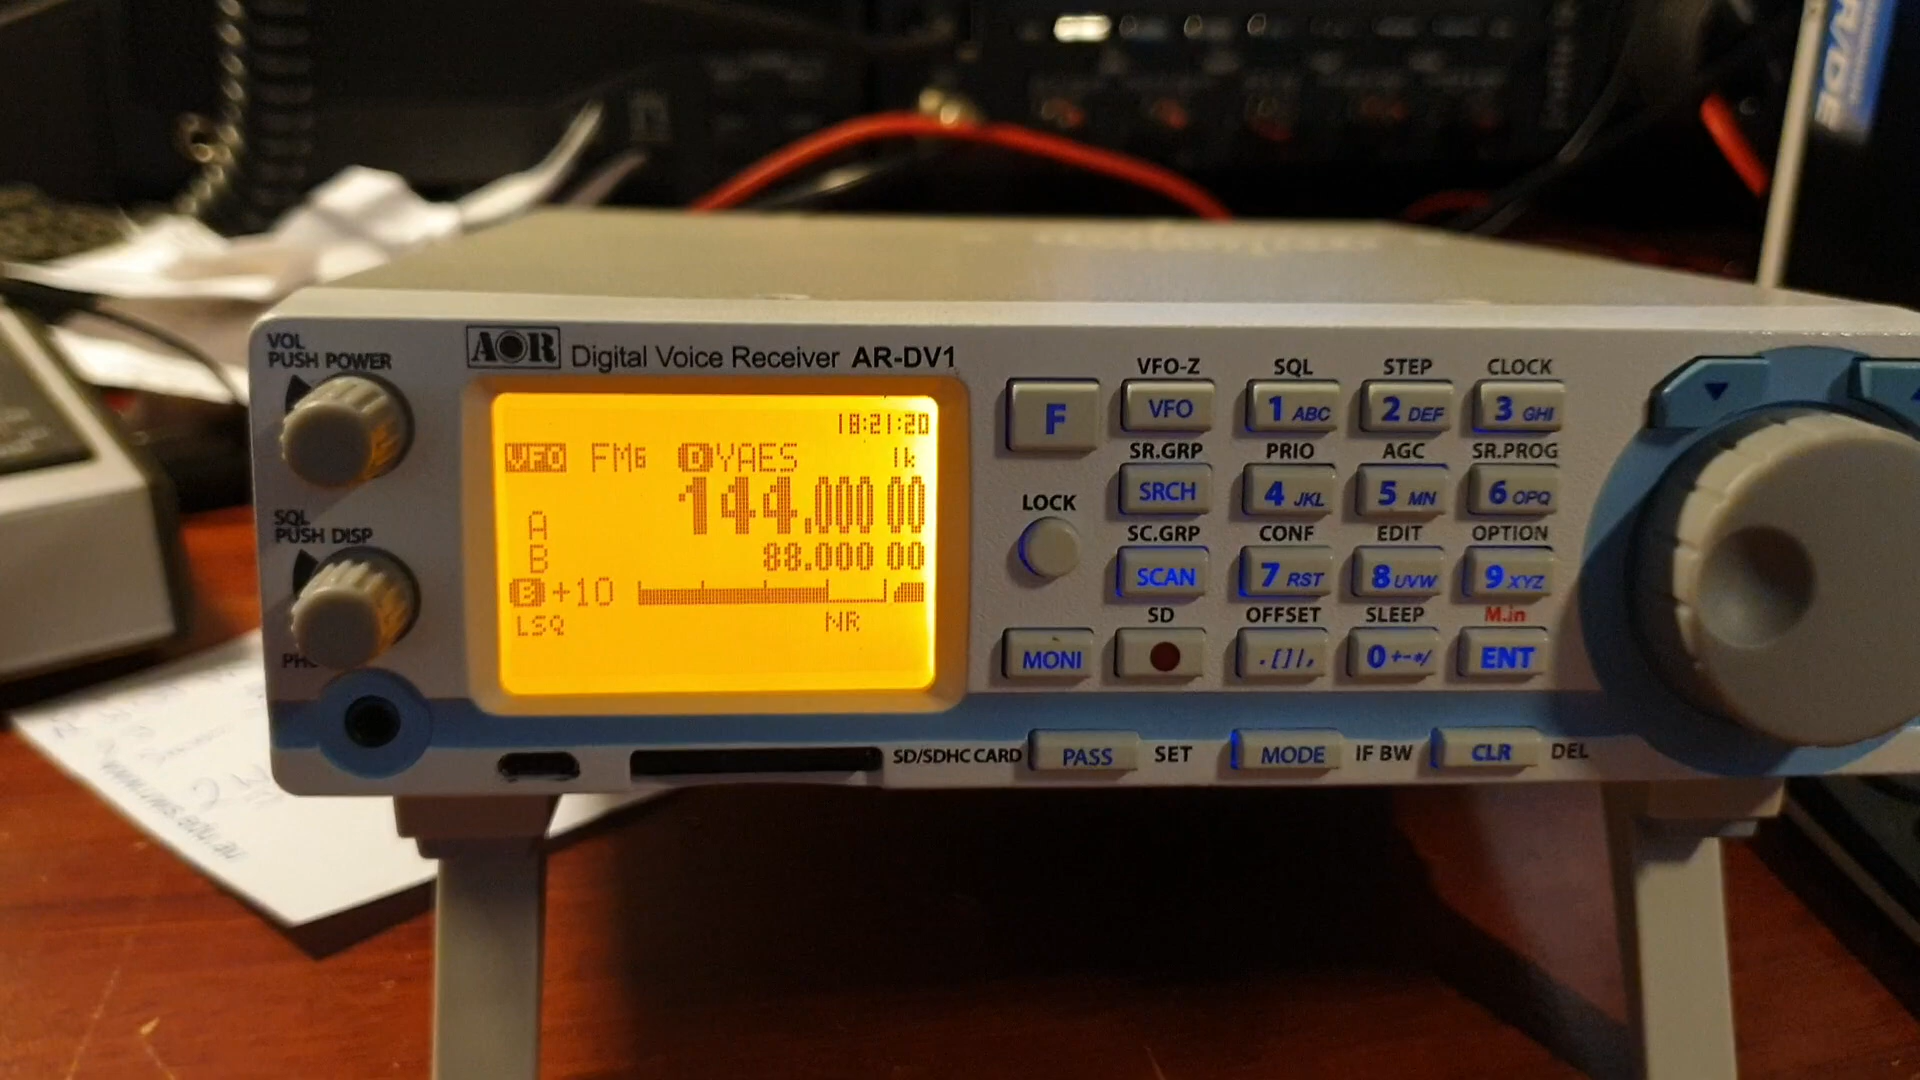 VOL
PUSH POWER
AOR Digital Voice Receiver AR-DV1
18:21:20
VFO FM6 D YAES 1k
A 144.000 00
B 88.000 00
B +10
LSQ NR
SQL
PUSH DISP
F
LOCK
MONI
VFO-Z SQL STEP CLOCK
VFO 1 ABC 2 DEF 3 GHI
SR.GRP PRIO AGC SR.PROG
SRCH 4 JKL 5 MN 6 OPQ
SC.GRP CONF EDIT OPTION
SCAN 7 RST 8 UVW 9 XYZ
SD OFFSET SLEEP M.in
.[]|, 0 +-*/ ENT
SD/SDHC CARD PASS SET MODE IF BW CLR DEL